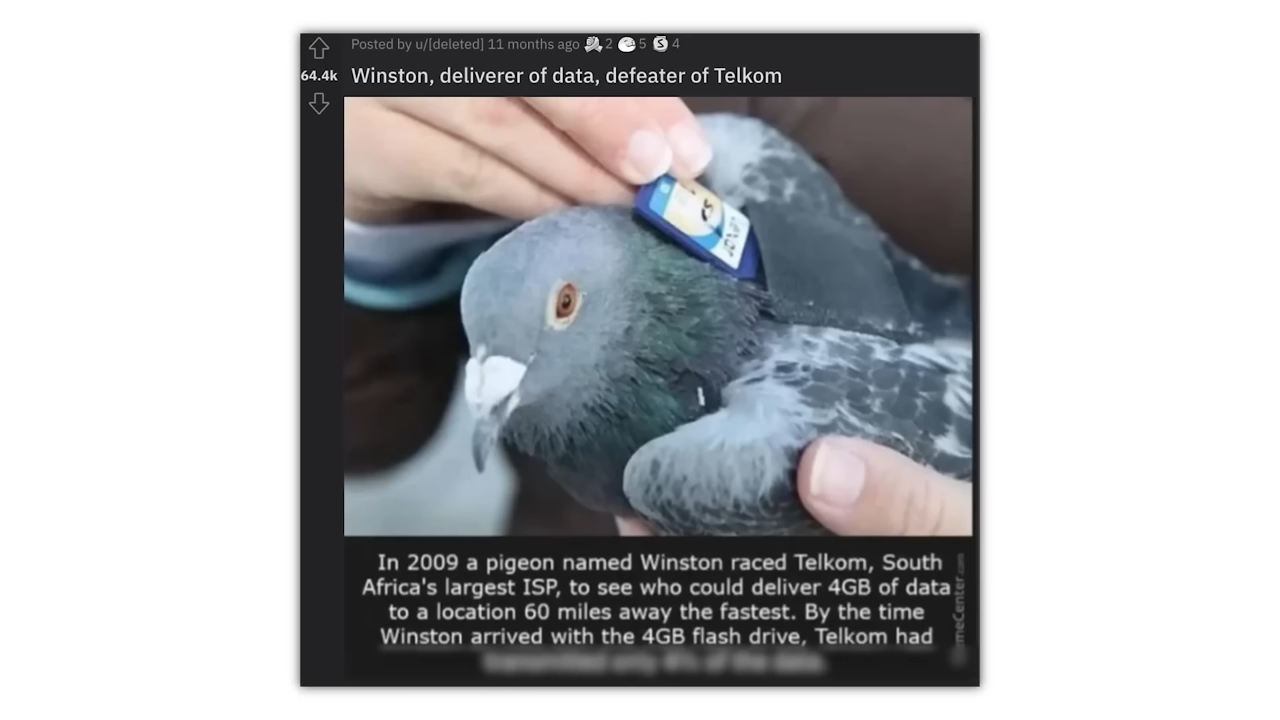 Posted by u/[deleted] 11 months ago 2 5 4
64.4k
Winston, deliverer of data, defeater of Telkom
In 2009 a pigeon named Winston raced Telkom, South
Africa's largest ISP, to see who could deliver 4GB of data
to a location 60 miles away the fastest. By the time
Winston arrived with the 4GB flash drive, Telkom had
meCenter.com